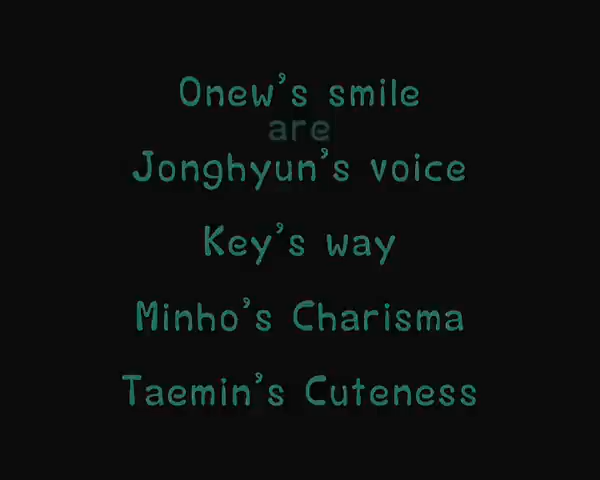 Onew's smile
are
Jonghyun's voice
Key's way
Minho's Charisma
Taemin's Cuteness